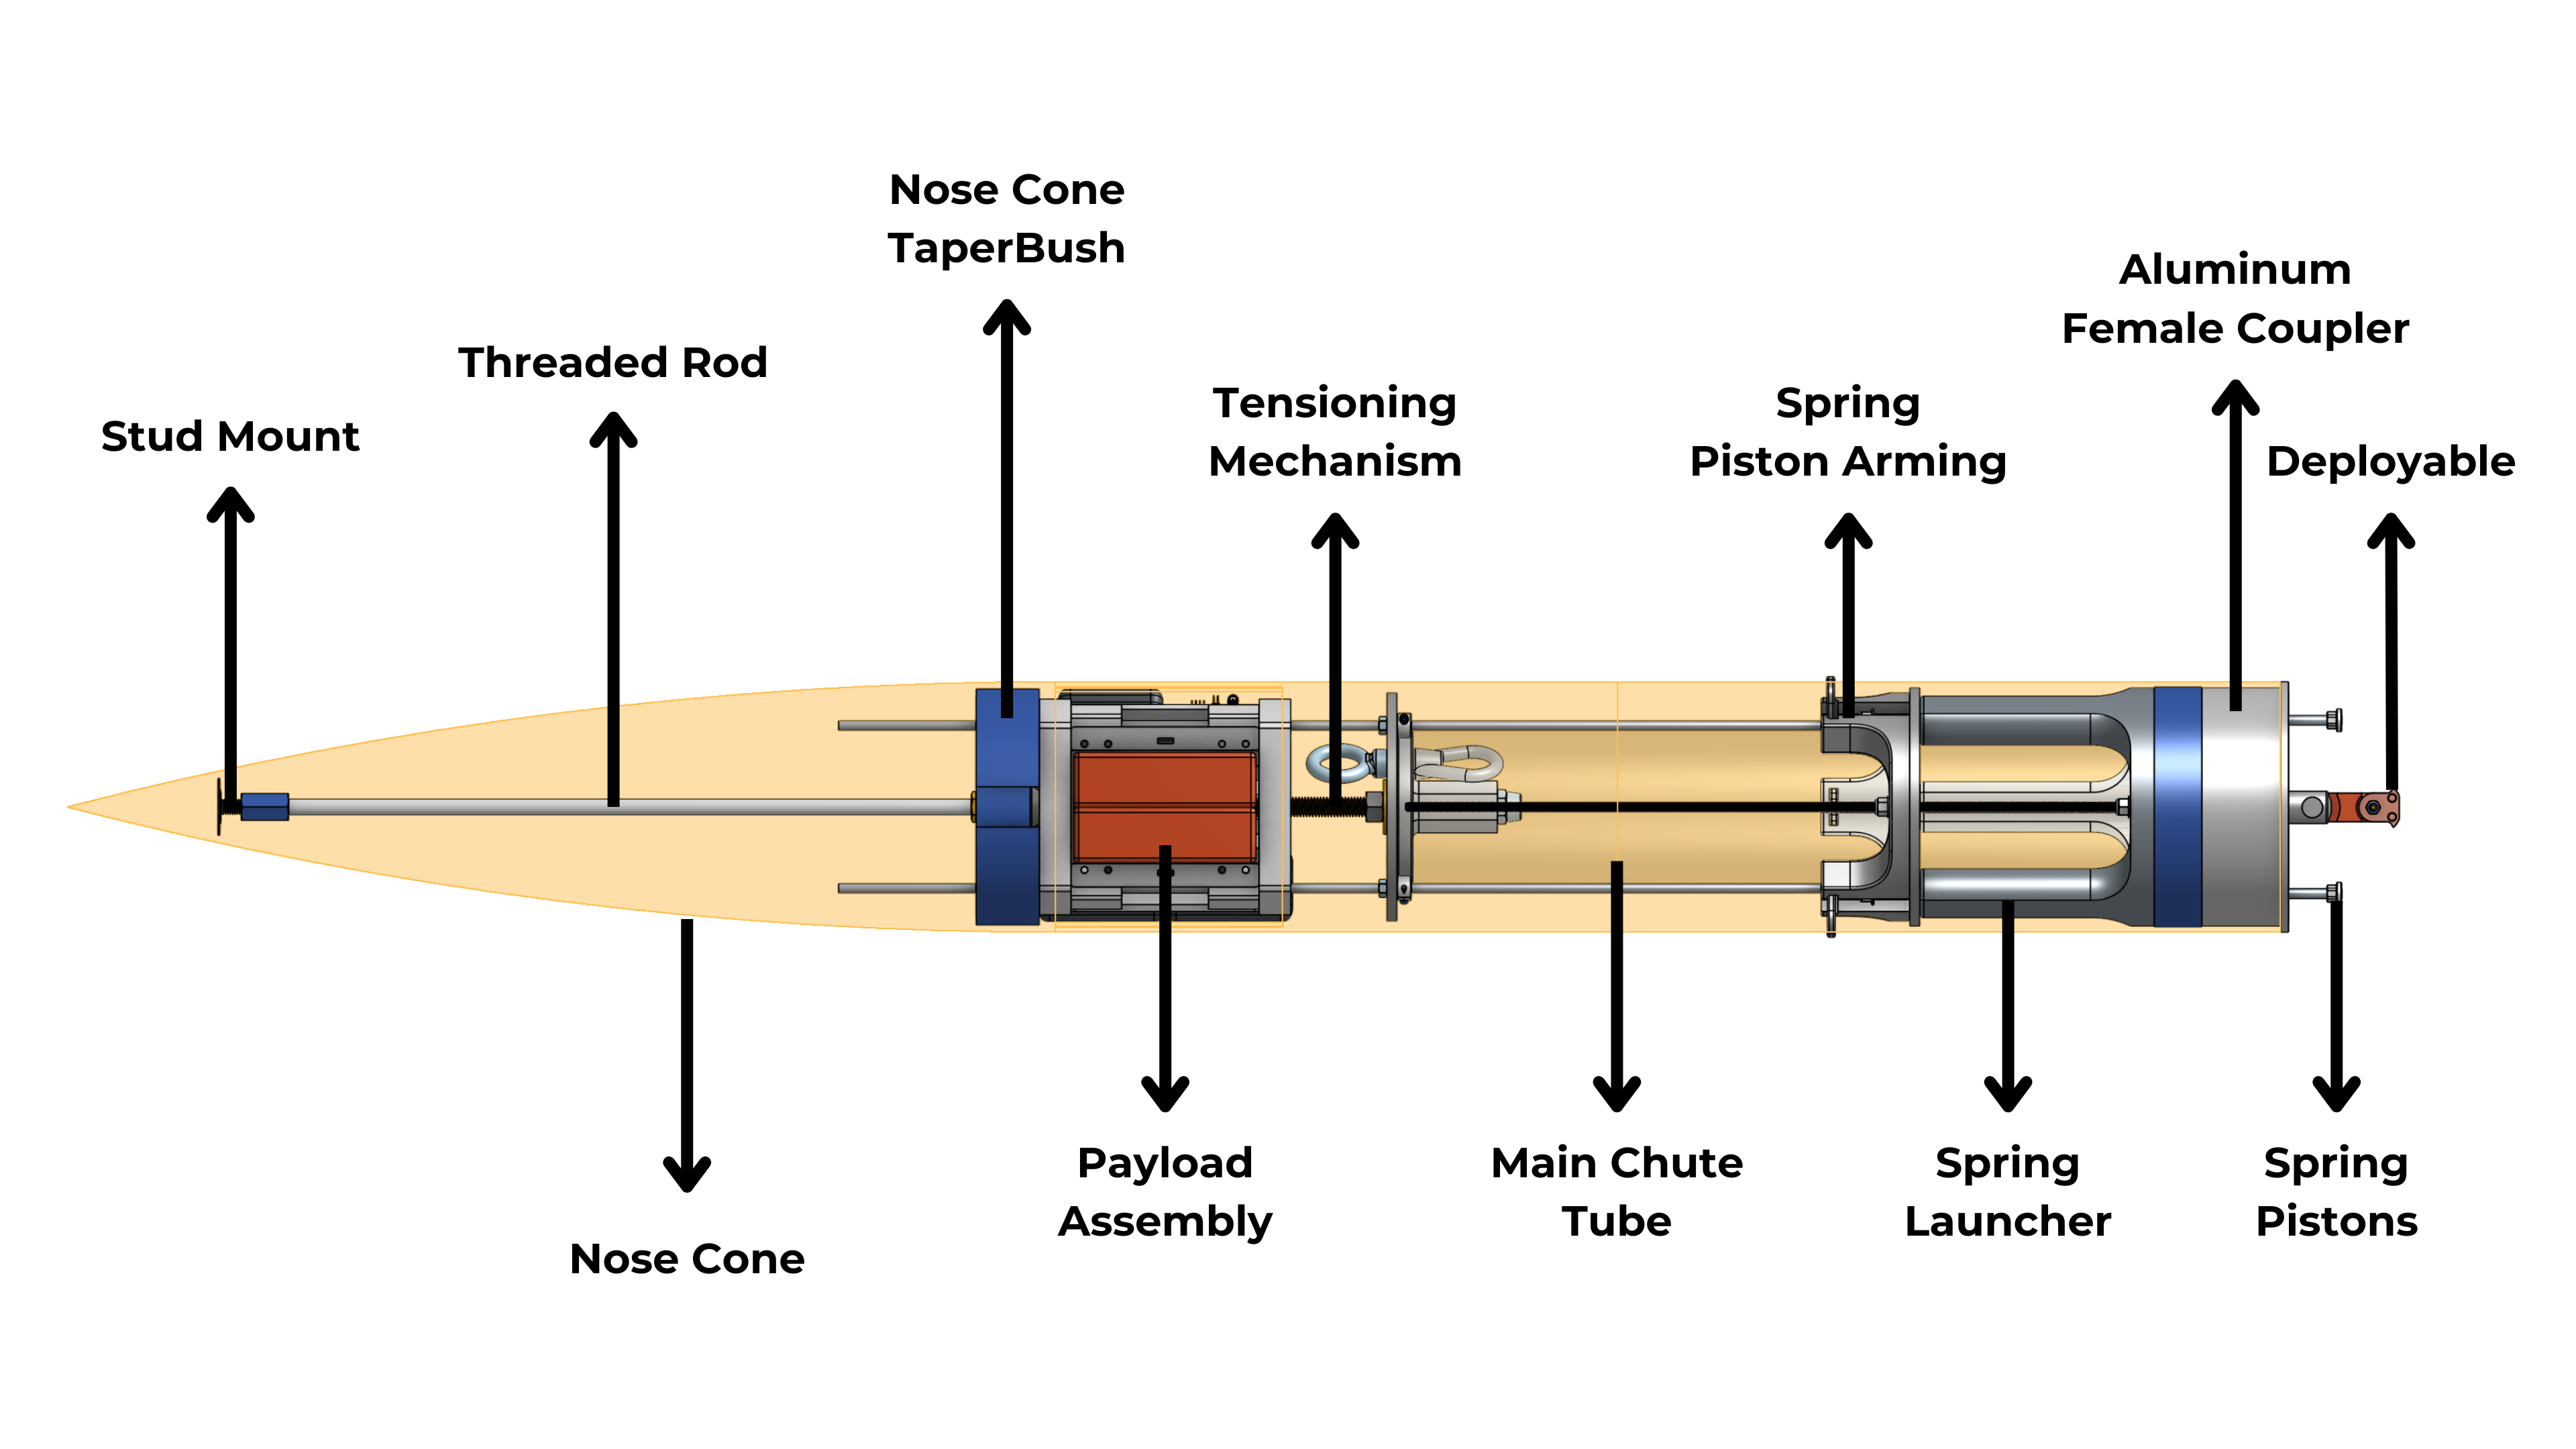 Nose Cone
TaperBush
Aluminum
Female Coupler
Threaded Rod
Tensioning
Mechanism
Spring
Piston Arming
Stud Mount
Deployable
Payload
Assembly
Main Chute
Tube
Spring
Launcher
Spring
Pistons
Nose Cone